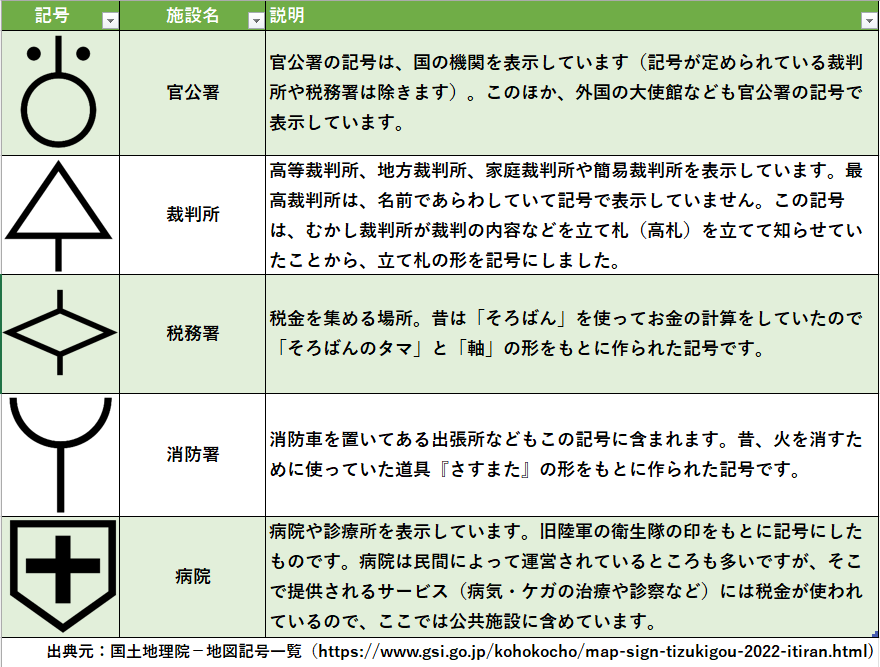 記号 施設名 説明
官公署
官公署の記号は、国の機関を表示しています（記号が定められている裁判
所や税務署は除きます）。このほか、外国の大使館なども官公署の記号で
表示しています。
裁判所
高等裁判所、地方裁判所、家庭裁判所や簡易裁判所を表示しています。最
高裁判所は、名前であらわしていて記号で表示していません。この記号
は、むかし裁判所が裁判の内容などを立て札（高札）を立てて知らせてい
たことから、立て札の形を記号にしました。
税務署
税金を集める場所。昔は「そろばん」を使ってお金の計算をしていたので
「そろばんのタマ」と「軸」の形をもとに作られた記号です。
消防署
消防車を置いてある出張所などもこの記号に含まれます。昔、火を消すた
めに使っていた道具『さすまた』の形をもとに作られた記号です。
病院
病院や診療所を表示しています。旧陸軍の衛生隊の印をもとに記号にした
ものです。病院は民間によって運営されているところも多いですが、そこ
で提供されるサービス（病気・ケガの治療や診察など）には税金が使われ
ているので、ここでは公共施設に含めています。
出典元：国土地理院－地図記号一覧（https://www.gsi.go.jp/kohokocho/map-sign-tizukigou-2022-itiran.html）